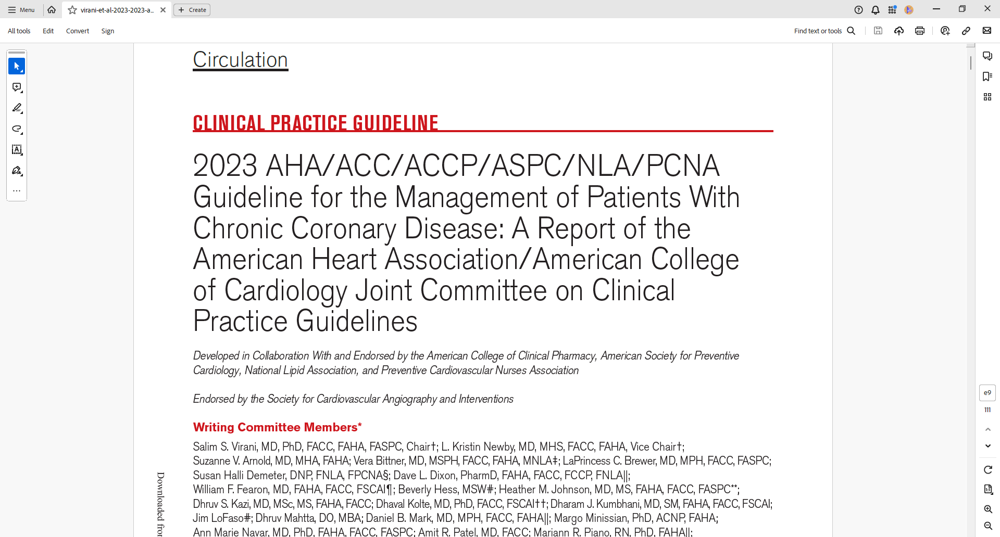 Menu
virani-et-al-2023-2023-a...
Create
All tools
Edit
Convert
Sign
Find text or tools
Circulation
CLINICAL PRACTICE GUIDELINE
2023 AHA/ACC/ACCP/ASPC/NLA/PCNA
Guideline for the Management of Patients With
Chronic Coronary Disease: A Report of the
American Heart Association/American College
of Cardiology Joint Committee on Clinical
Practice Guidelines
Developed in Collaboration With and Endorsed by the American College of Clinical Pharmacy, American Society for Preventive
Cardiology, National Lipid Association, and Preventive Cardiovascular Nurses Association
Endorsed by the Society for Cardiovascular Angiography and Interventions
Writing Committee Members*
Salim S. Virani, MD, PhD, FACC, FAHA, FASPC, Chair†; L. Kristin Newby, MD, MHS, FACC, FAHA, Vice Chair†;
Suzanne V. Arnold, MD, MHA, FAHA; Vera Bittner, MD, MSPH, FACC, FAHA, MNLA‡; LaPrincess C. Brewer, MD, MPH, FACC, FASPC;
Susan Halli Demeter, DNP, FNLA, FPCNA§; Dave L. Dixon, PharmD, FAHA, FACC, FCCP, FNLA||;
William F. Fearon, MD, FAHA, FACC, FSCAI¶; Beverly Hess, MSW#; Heather M. Johnson, MD, MS, FAHA, FACC, FASPC**;
Dhruv S. Kazi, MD, MSc, MS, FAHA, FACC; Dhaval Kolte, MD, PhD, FACC, FSCAI††; Dharam J. Kumbhani, MD, SM, FAHA, FACC, FSCAI;
Jim LoFaso#; Dhruv Mahtta, DO, MBA; Daniel B. Mark, MD, MPH, FACC, FAHA||; Margo Minissian, PhD, ACNP, FAHA;
Ann Marie Navar, MD, PhD, FAHA, FACC, FASPC; Amit R. Patel, MD, FACC; Mariann R. Piano, RN, PhD, FAHA||;
Downloaded from
e9
111